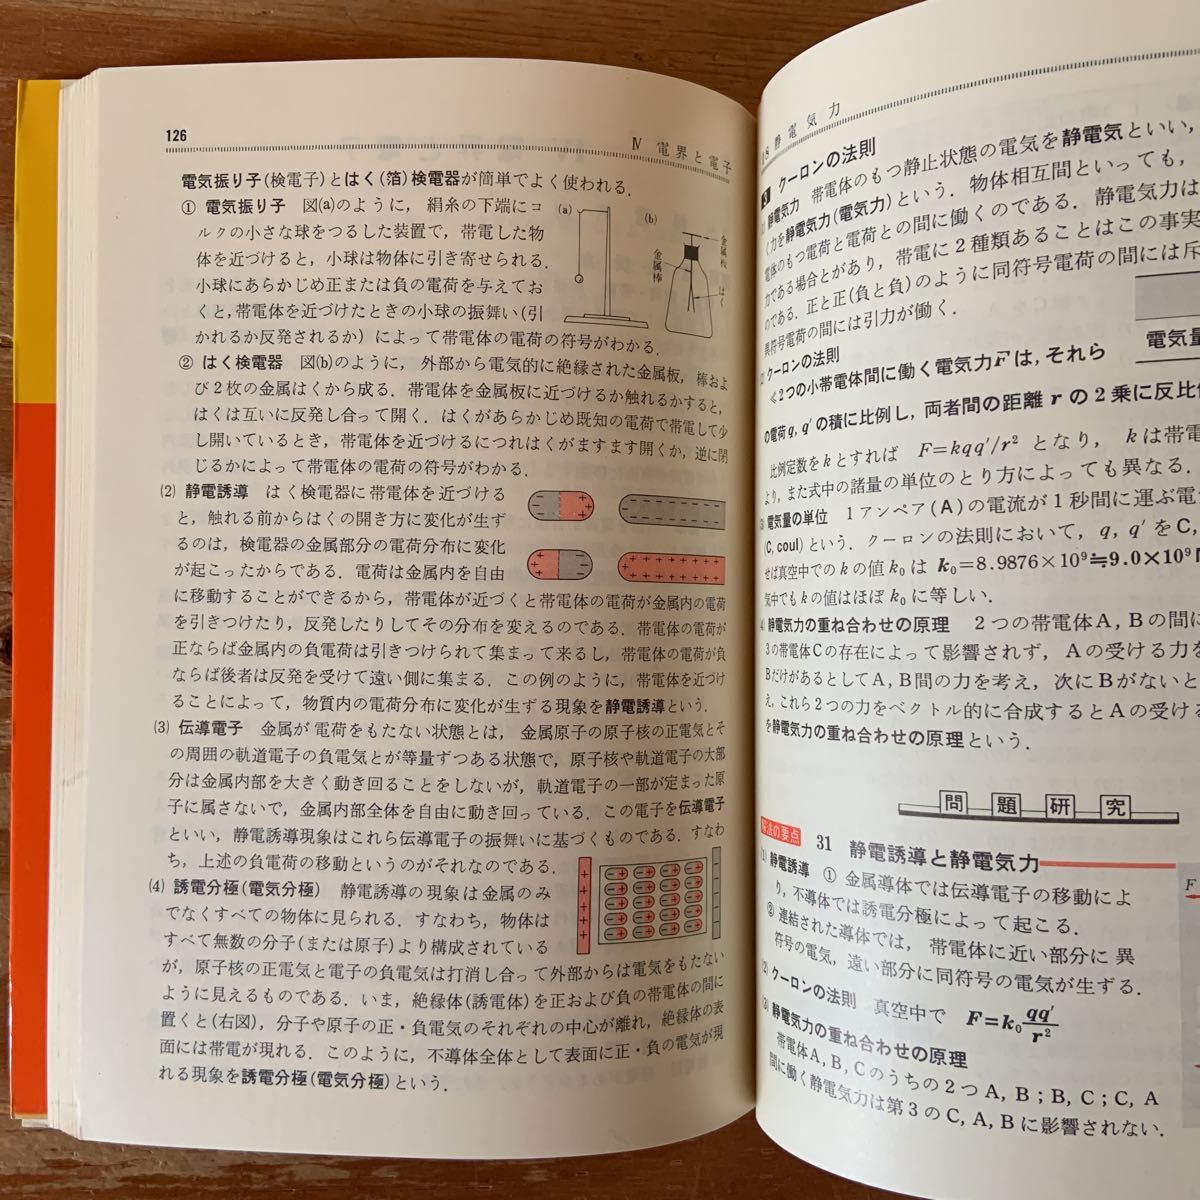 126
Ⅳ 電界と電子
電気振り子(検電子)とはく(箔)検電器が簡単でよく使われる．
① 電気振り子 図(a)のように，絹糸の下端にコ
ルクの小さな球をつるした装置で，帯電した物
体を近づけると，小球は物体に引き寄せられる．
小球にあらかじめ正または負の電荷を与えてお
くと，帯電体を近づけたときの小球の振舞い(引
かれるか反発されるか)によって帯電体の電荷の符号がわかる．
(a)
(b)
金属板
金属棒
はく
② はく検電器 図(b)のように，外部から電気的に絶縁された金属板，棒およ
び2枚の金属はくから成る．帯電体を金属板に近づけるか触れるかすると，
はくは互いに反発し合って開く．はくがあらかじめ既知の電荷で帯電して少
し開いているとき，帯電体を近づけるにつれはくがますます開くか，逆に閉
じるかによって帯電体の電荷の符号がわかる．
(2) 静電誘導 はく検電器に帯電体を近づける
と，触れる前からはくの開き方に変化が生ず
るのは，検電器の金属部分の電荷分布に変化
が起こったからである．電荷は金属内を自由
に移動することができるから，帯電体が近づくと帯電体の電荷が金属内の電荷
を引きつけたり，反発したりしてその分布を変えるのである．帯電体の電荷が
正ならば金属内の負電荷は引きつけられて集まって来るし，帯電体の電荷が負
ならば後者は反発を受けて遠い側に集まる．この例のように，帯電体を近づけ
ることによって，物質内の電荷分布に変化が生ずる現象を静電誘導という．
(3) 伝導電子 金属が電荷をもたない状態とは，金属原子の原子核の正電気とそ
の周囲の軌道電子の負電気とが等量ずつある状態で，原子核や軌道電子の大部
分は金属内部を大きく動き回ることをしないが，軌道電子の一部が定まった原
子に属さないで，金属内部全体を自由に動き回っている．この電子を伝導電子
といい，静電誘導現象はこれら伝導電子の振舞いに基づくものである．すなわ
ち，上述の負電荷の移動というのがそれなのである．
(4) 誘電分極(電気分極) 静電誘導の現象は金属のみ
でなくすべての物体に見られる．すなわち，物体は
すべて無数の分子(または原子)より構成されている
が，原子核の正電気と電子の負電気は打消し合って外部からは電気をもたない
ように見えるものである．いま，絶縁体(誘電体)を正および負の帯電体の間に
置くと(右図)，分子や原子の正・負電気のそれぞれの中心が離れ，絶縁体の表
面には帯電が現れる．このように，不導体全体として表面に正・負の電気が現
れる現象を誘電分極(電気分極)という．
静電気力
クーロンの法則
静電気力 帯電体のもつ静止状態の電気を静電気といい，
く力を静電気力(電気力)という．物体相互間といっても，
電体のもつ電荷と電荷との間に働くのである．静電気力は
力である場合とがあり，帯電に2種類あることはこの事実
のである．正と正(負と負)のように同符号電荷の間には斥
異符号電荷の間には引力が働く．
電気量
クーロンの法則
≪2つの小帯電体間に働く電気力Fは，それら
の電荷q, q′の積に比例し，両者間の距離 r の2乗に反比例
比例定数をkとすれば F=kqq′/r² となり，kは帯電
より，また式中の諸量の単位のとり方によっても異なる．
電気量の単位 1アンペア(A)の電流が1秒間に運ぶ電
(C, coul)という．クーロンの法則において，q, q′をC,
せば真空中でのkの値k₀は k₀=8.9876×10⁹≒9.0×10⁹
気中でもkの値はほぼk₀に等しい．
静電気力の重ね合わせの原理 2つの帯電体A，Bの間に
3の帯電体Cの存在によって影響されず，Aの受ける力を
BだけがあるとしてA，B間の力を考え，次にBがないと
え，これら2つの力をベクトル的に合成するとAの受ける
を静電気力の重ね合わせの原理という．
問題研究
解法の要点 31 静電誘導と静電気力
F
(1) 静電誘導 ① 金属導体では伝導電子の移動によ
り，不導体では誘電分極によって起こる．
② 連結された導体では，帯電体に近い部分に異
符号の電気，遠い部分に同符号の電気が生ずる．
(2) クーロンの法則 真空中で F=k₀qq′/r²
(3) 静電気力の重ね合わせの原理
帯電体A，B，Cのうちの2つA，B；B，C；C，A
間に働く静電気力は第3のC，A，Bに影響されない．